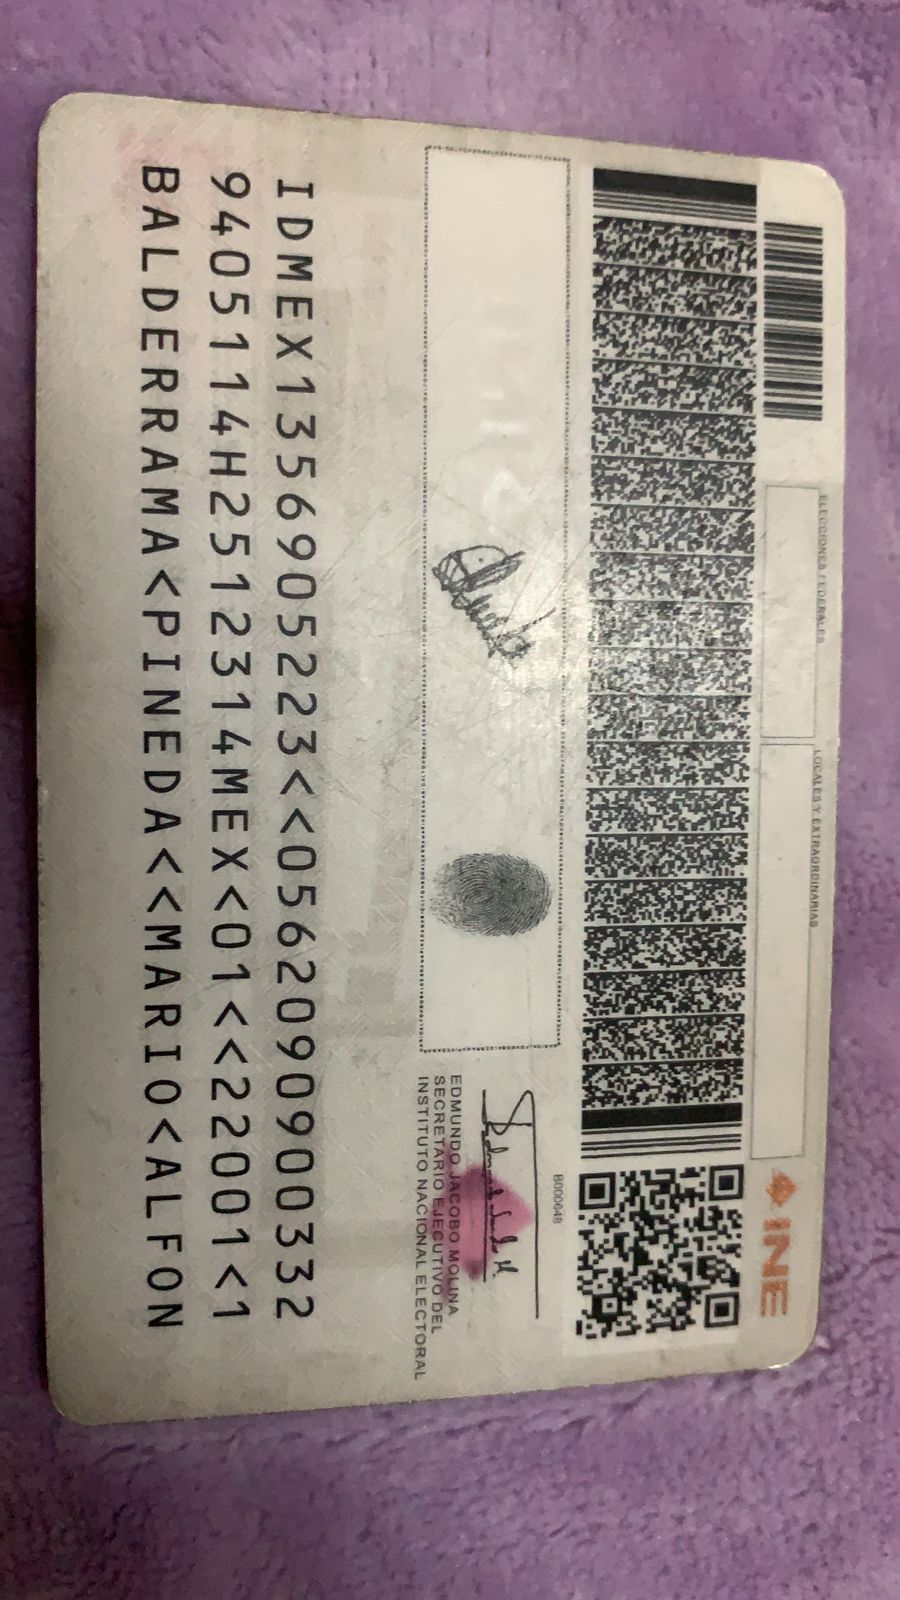 ELECCIONES FEDERALES
LOCALES Y EXTRAORDINARIAS
INE
B000648
EDMUNDO JACOBO MOLINA
SECRETARIO EJECUTIVO DEL
INSTITUTO NACIONAL ELECTORAL
IDMEX1356905223<<0562090900332
9405114H2512314MEX<01<<22001<1
BALDERRAMA<PINEDA<<MARIO<ALFON